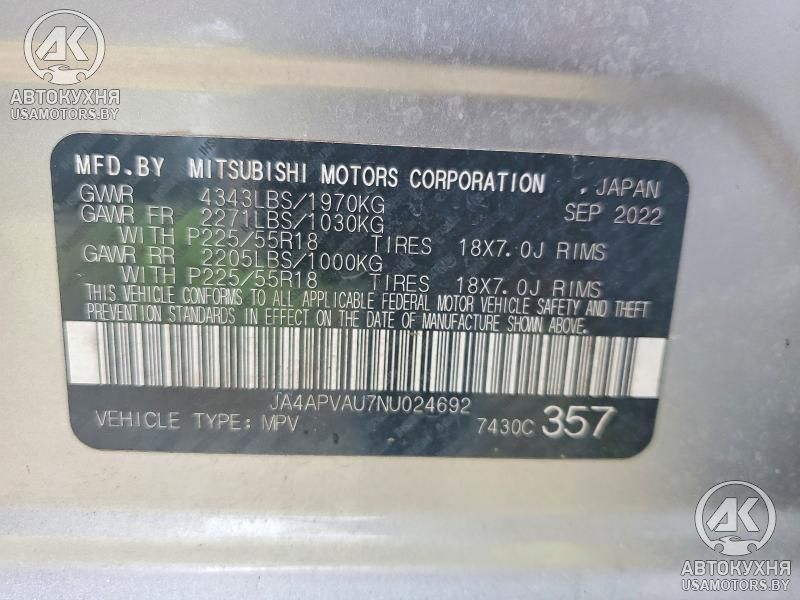 AK
АВТОКУХНЯ
USAMOTORS.BY
MFD.BY MITSUBISHI MOTORS CORPORATION , JAPAN
GVWR 4343LBS/1970KG SEP 2022
GAWR FR 2271LBS/1030KG
WITH P225/55R18 TIRES 18X7.0J RIMS
GAWR RR 2205LBS/1000KG
WITH P225/55R18 TIRES 18X7.0J RIMS
THIS VEHICLE CONFORMS TO ALL APPLICABLE FEDERAL MOTOR VEHICLE SAFETY AND THEFT
PREVENTION STANDARDS IN EFFECT ON THE DATE OF MANUFACTURE SHOWN ABOVE.
JA4APVAU7NU024692
VEHICLE TYPE: MPV 7430C 357
AK
АВТОКУХНЯ
USAMOTORS.BY